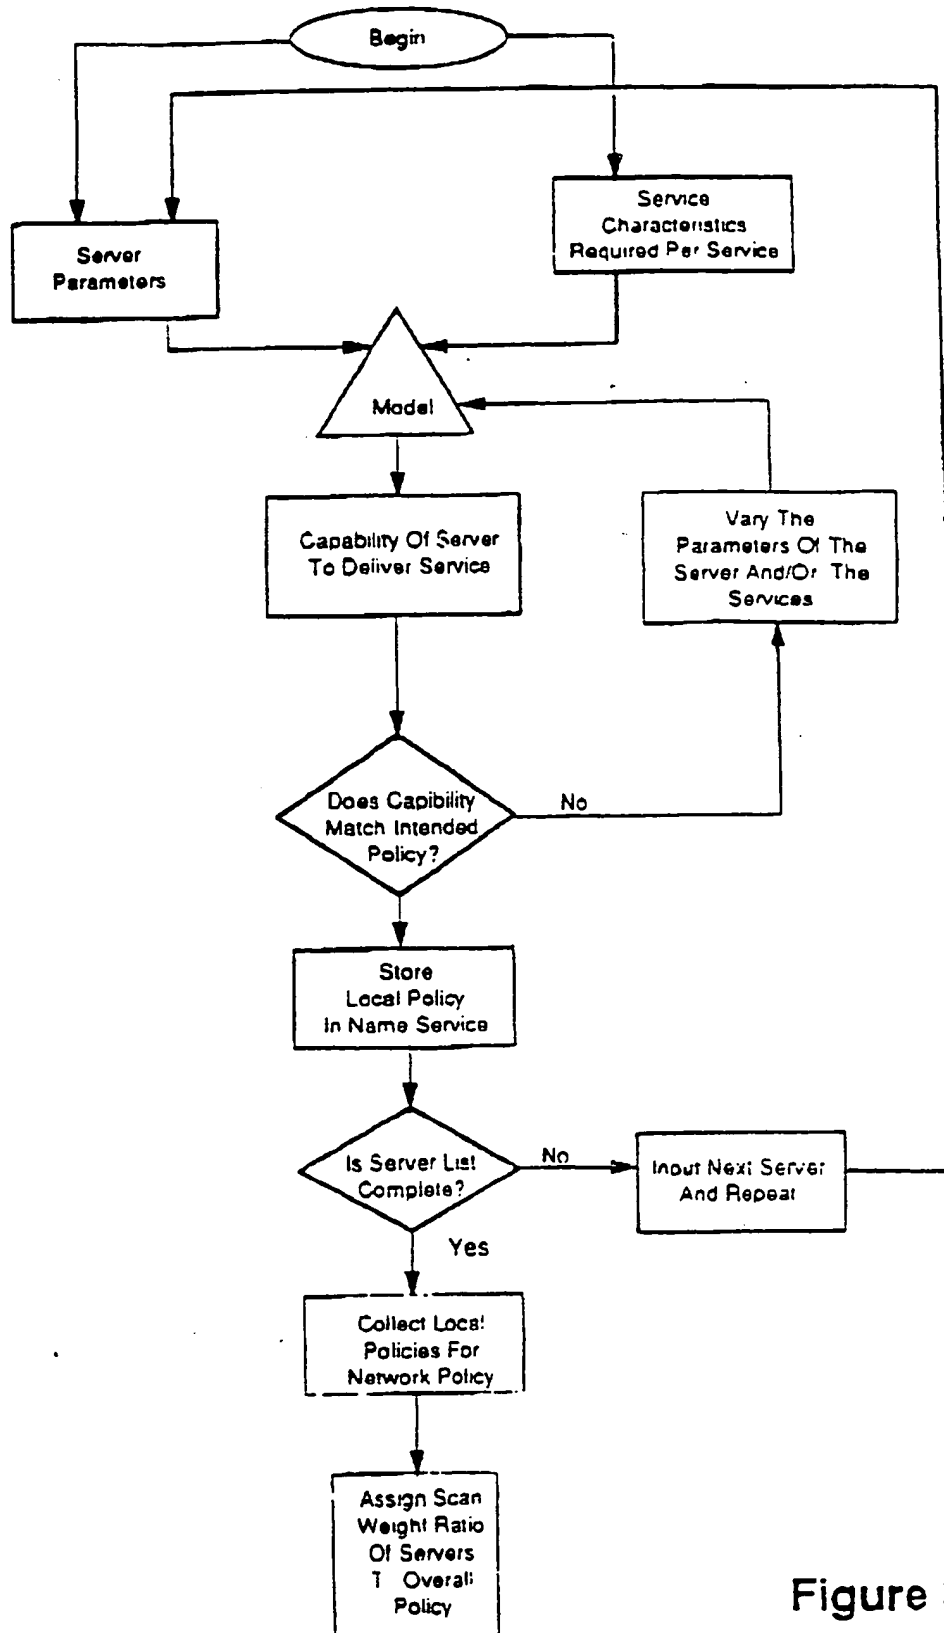 Begin
Service
Characteristics
Required Per Service
Server
Parameters
Model
Capability Of Server
To Deliver Service
Vary The
Parameters Of The
Server And/Or The
Services
Does Capibility
Match Intended
Policy?
No
Store
Local Policy
In Name Service
Is Server List
Complete?
No
Input Next Server
And Repeat
Yes
Collect Local
Policies For
Network Policy
Assign Scan
Weight Ratio
Of Servers
T Overall
Policy
Figure